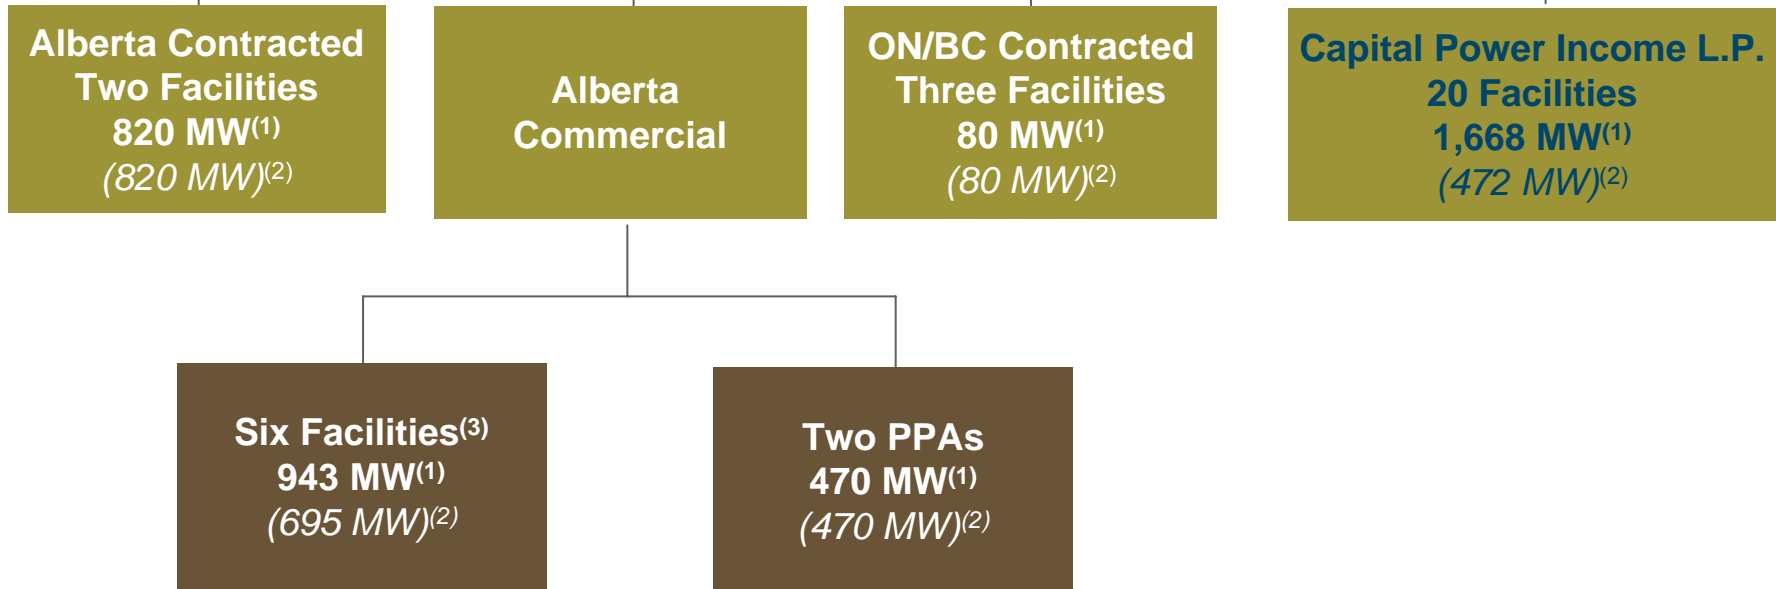 Alberta Contracted
Two Facilities
820 MW(1)
(820 MW)(2)
Alberta
Commercial
ON/BC Contracted
Three Facilities
80 MW(1)
(80 MW)(2)
Capital Power Income L.P.
20 Facilities
1,668 MW(1)
(472 MW)(2)
Six Facilities(3)
943 MW(1)
(695 MW)(2)
Two PPAs
470 MW(1)
(470 MW)(2)